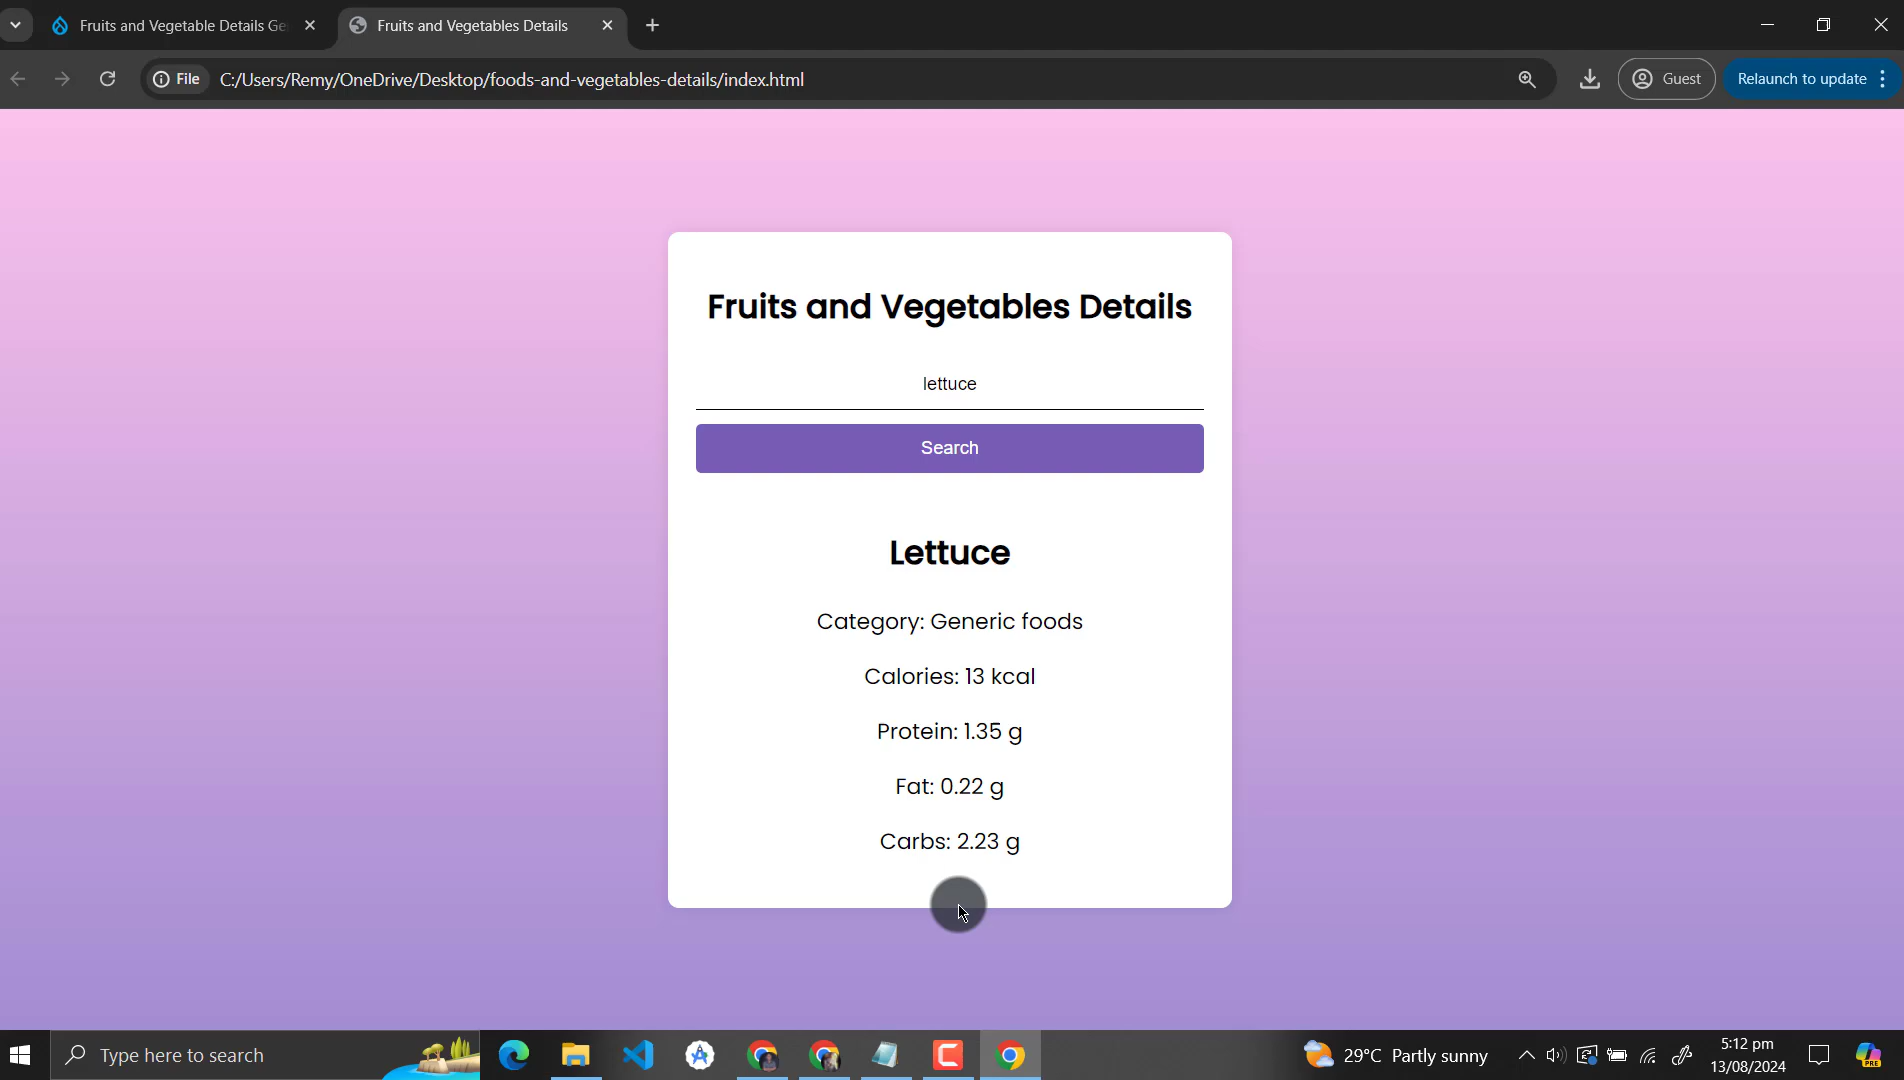 Fruits and Vegetable Details Ge
Fruits and Vegetables Details
File
C:/Users/Remy/OneDrive/Desktop/foods-and-vegetables-details/index.html
Guest
Relaunch to update
Fruits and Vegetables Details
lettuce
Search
Lettuce
Category: Generic foods
Calories: 13 kcal
Protein: 1.35 g
Fat: 0.22 g
Carbs: 2.23 g
Type here to search
29°C Partly sunny
5:12 pm
13/08/2024
PRE